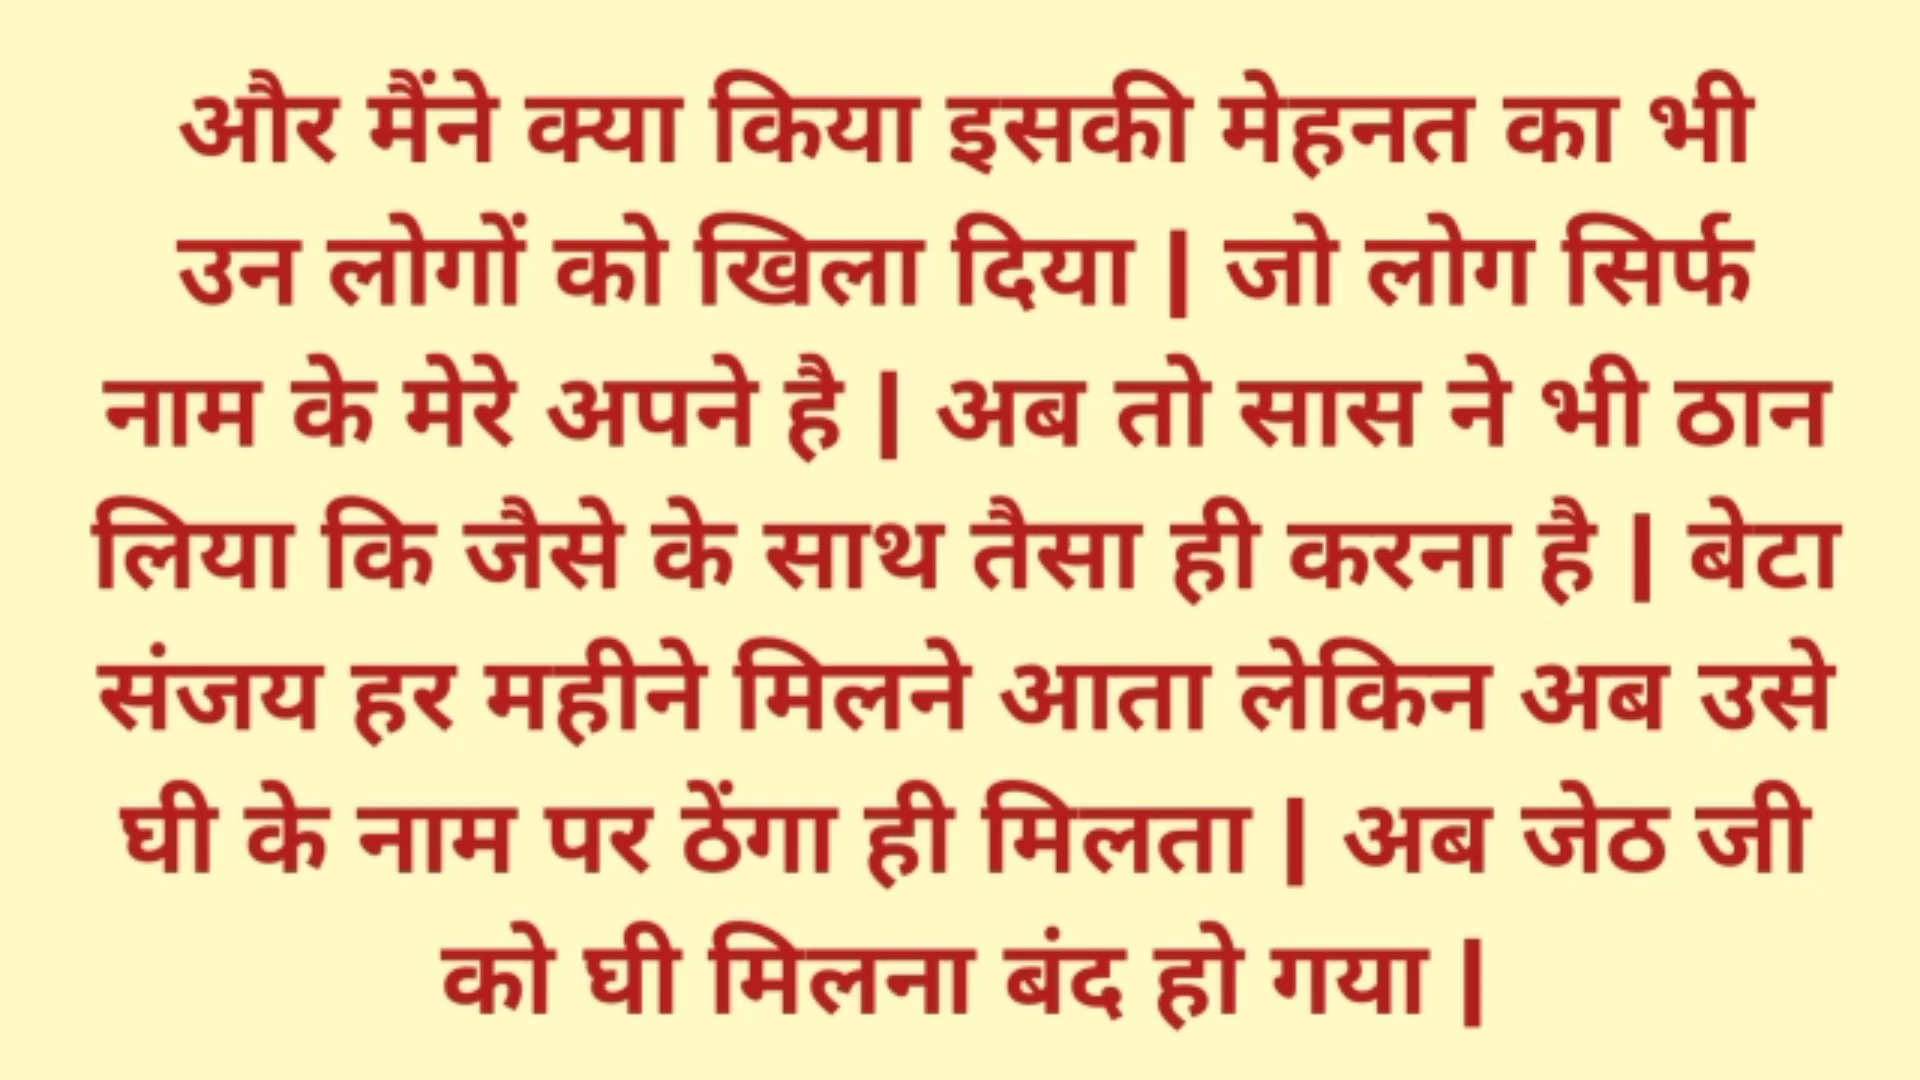 और मैंने क्या किया इसकी मेहनत का भी
उन लोगों को खिला दिया | जो लोग सिर्फ
नाम के मेरे अपने है | अब तो सास ने भी ठान
लिया कि जैसे के साथ तैसा ही करना है | बेटा
संजय हर महीने मिलने आता लेकिन अब उसे
घी के नाम पर ठेंगा ही मिलता | अब जेठ जी
को घी मिलना बंद हो गया |